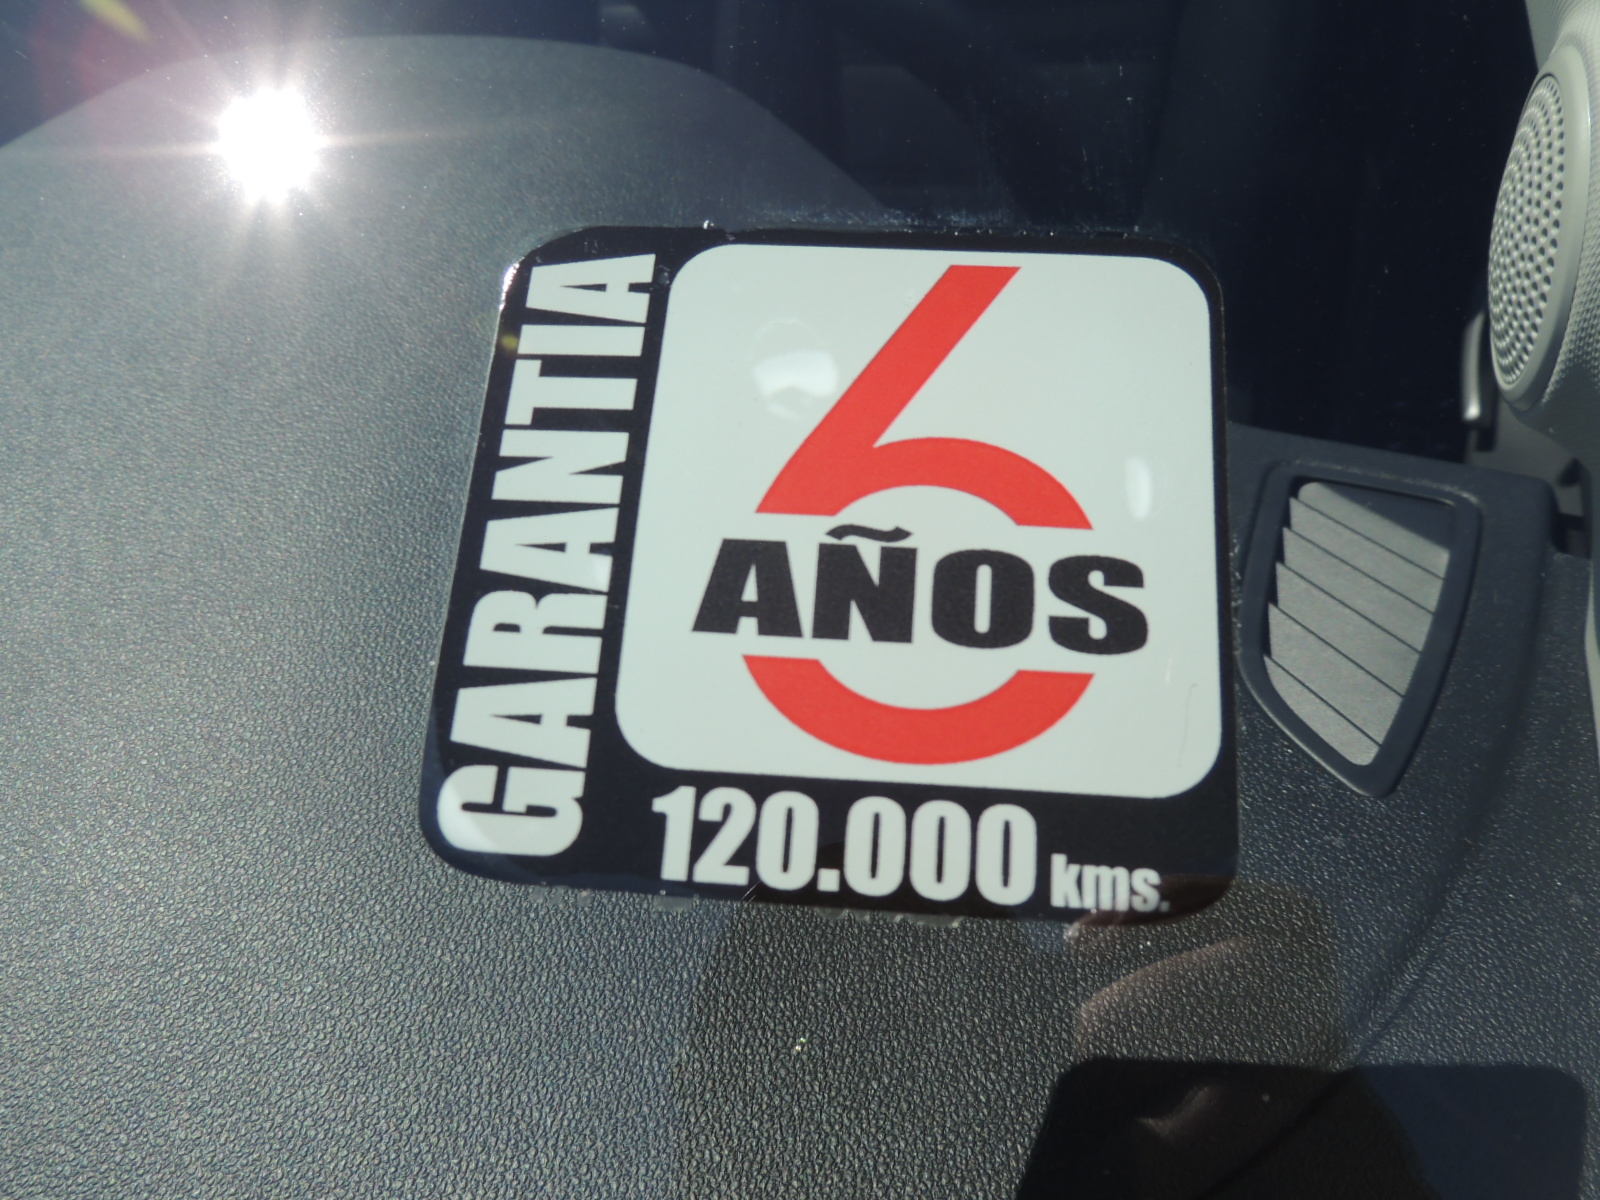 GARANTIA
6
AÑOS
120.000 kms.